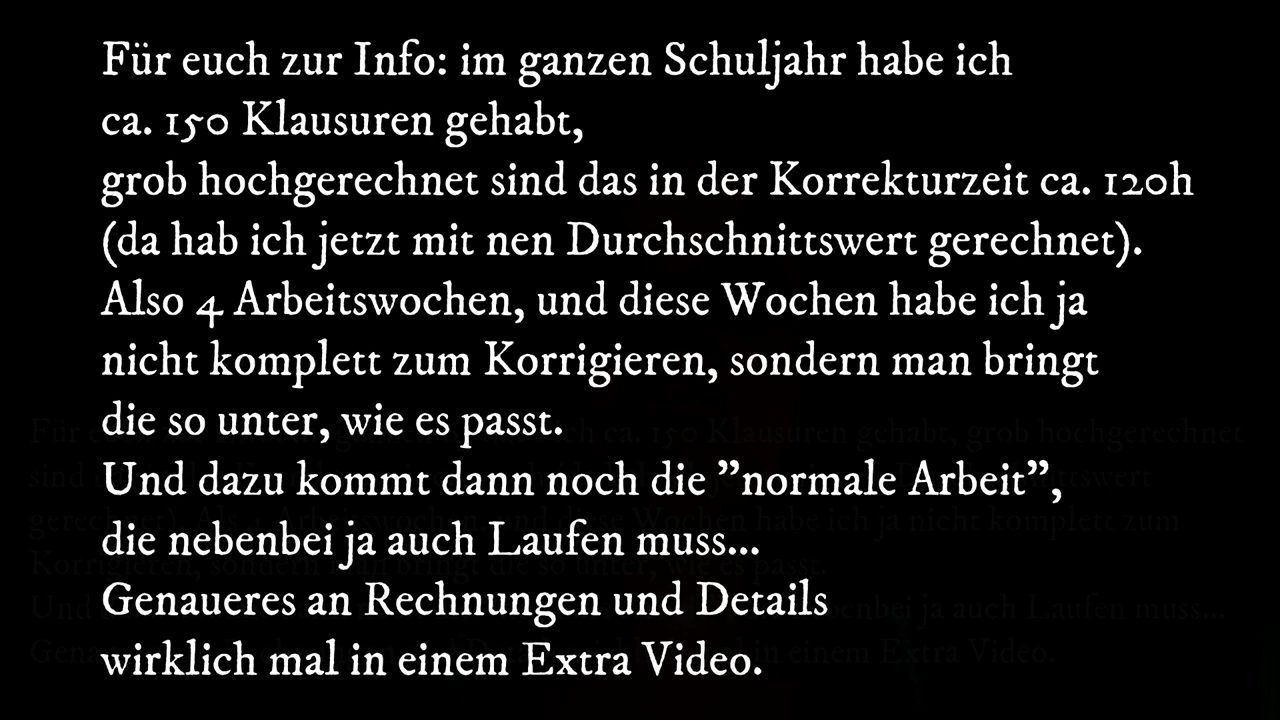 Für euch zur Info: im ganzen Schuljahr habe ich
ca. 150 Klausuren gehabt,
grob hochgerechnet sind das in der Korrekturzeit ca. 120h
(da hab ich jetzt mit nen Durchschnittswert gerechnet).
Also 4 Arbeitswochen, und diese Wochen habe ich ja
nicht komplett zum Korrigieren, sondern man bringt
die so unter, wie es passt.
Und dazu kommt dann noch die "normale Arbeit",
die nebenbei ja auch Laufen muss...
Genaueres an Rechnungen und Details
wirklich mal in einem Extra Video.